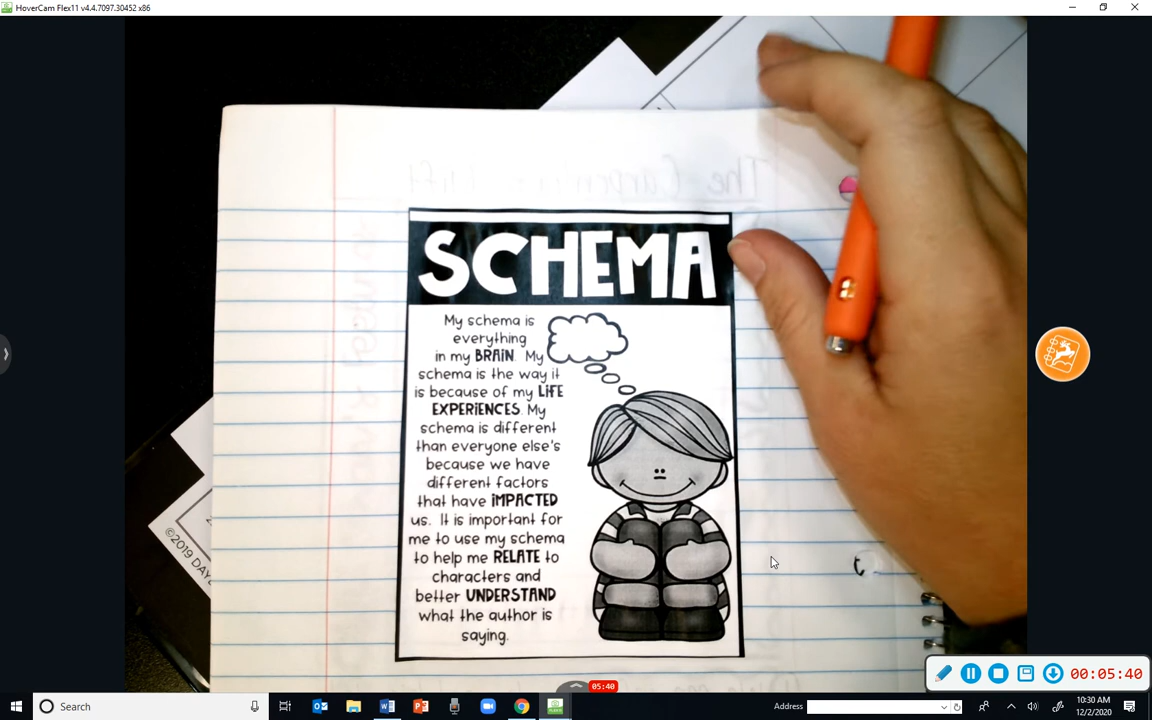 HoverCam Flex11 v4.4.7097.30452 x86
SCHEMA
My schema is
everything
in my BRAIN. My
schema is the way it
is because of my LIFE
EXPERIENCES. My
schema is different
than everyone else's
because we have
different factors
that have IMPACTED
us. It is important for
me to use my schema
to help me RELATE to
characters and
better UNDERSTAND
what the author is
saying.
©2019 DAYL
00:05:40
05:40
Search
Address
10:30 AM
12/2/2020